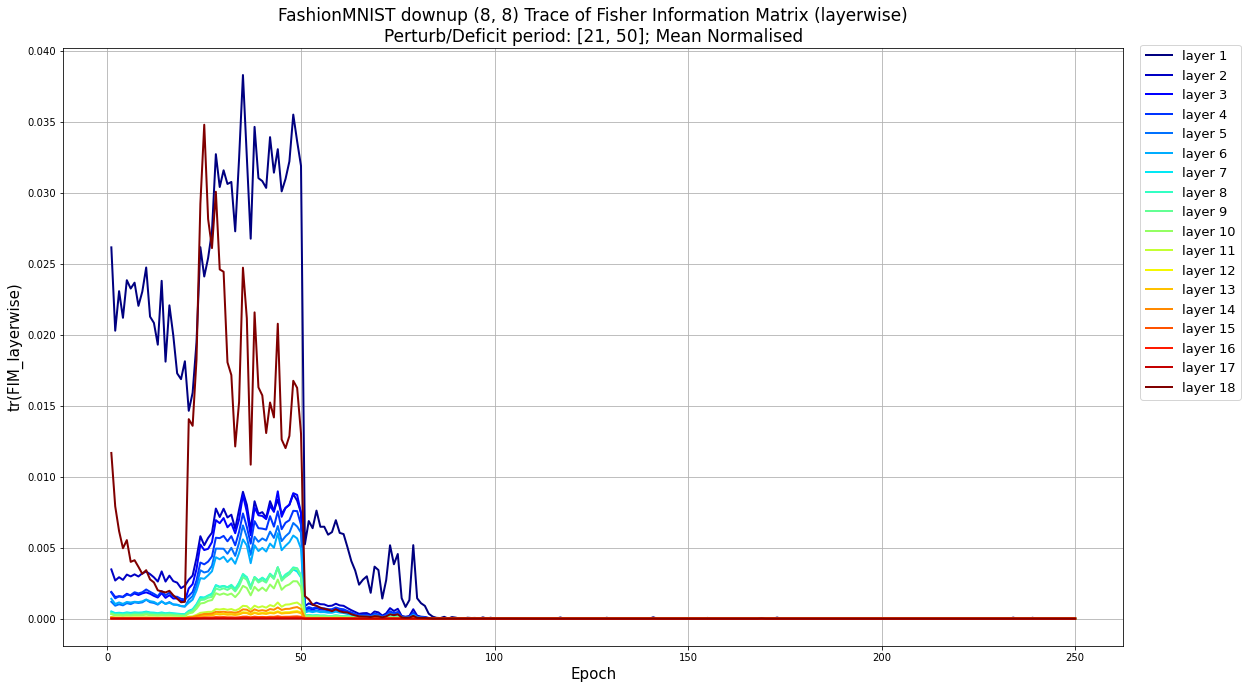 FashionMNIST downup (8, 8) Trace of Fisher Information Matrix (layerwise)
Perturb/Deficit period: [21, 50]; Mean Normalised
0.040
0.035
0.030
0.025
0.020
0.015
0.010
0.005
0.000
tr(FIM_layerwise)
0
50
100
150
200
250
Epoch
layer 1
layer 2
layer 3
layer 4
layer 5
layer 6
layer 7
layer 8
layer 9
layer 10
layer 11
layer 12
layer 13
layer 14
layer 15
layer 16
layer 17
layer 18